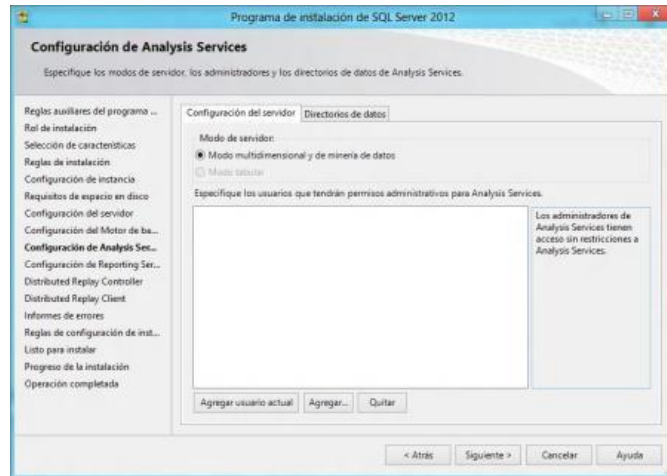 Programa de instalación de SQL Server 2012
Configuración de Analysis Services
Especifique los modos de servidor, los administradores y los directorios de datos de Analysis Services.
Reglas auxiliares del programa ...
Rol de instalación
Selección de características
Reglas de instalación
Configuración de instancia
Requisitos de espacio en disco
Configuración del servidor
Configuración del Motor de ba...
Configuración de Analysis Ser...
Configuración de Reporting Ser...
Distributed Replay Controller
Distributed Replay Client
Informes de errores
Reglas de configuración de inst...
Listo para instalar
Progreso de la instalación
Operación completada
Configuración del servidor
Directorios de datos
Modo de servidor:
Modo multidimensional y de minería de datos
Modo tabular
Especifique los usuarios que tendrán permisos administrativos para Analysis Services.
Los administradores de
Analysis Services tienen
acceso sin restricciones a
Analysis Services.
Agregar usuario actual
Agregar...
Quitar
< Atrás
Siguiente >
Cancelar
Ayuda